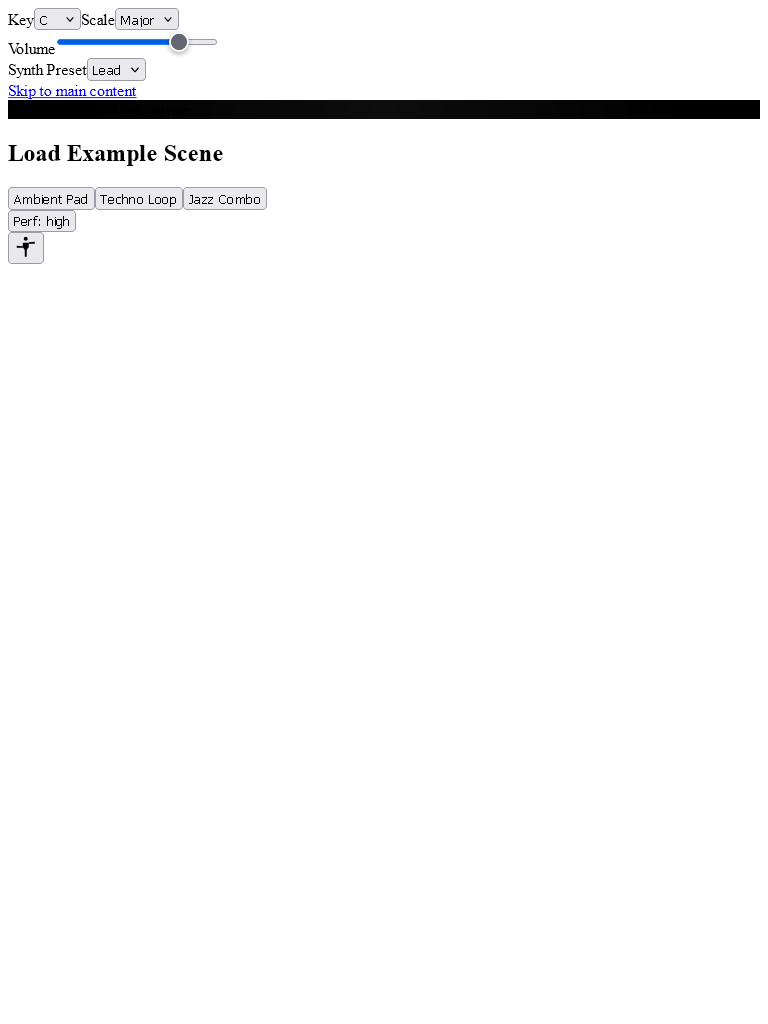 Key C Scale Major
Volume
Synth Preset Lead
Skip to main content
Load Example Scene
Ambient Pad Techno Loop Jazz Combo
Perf: high